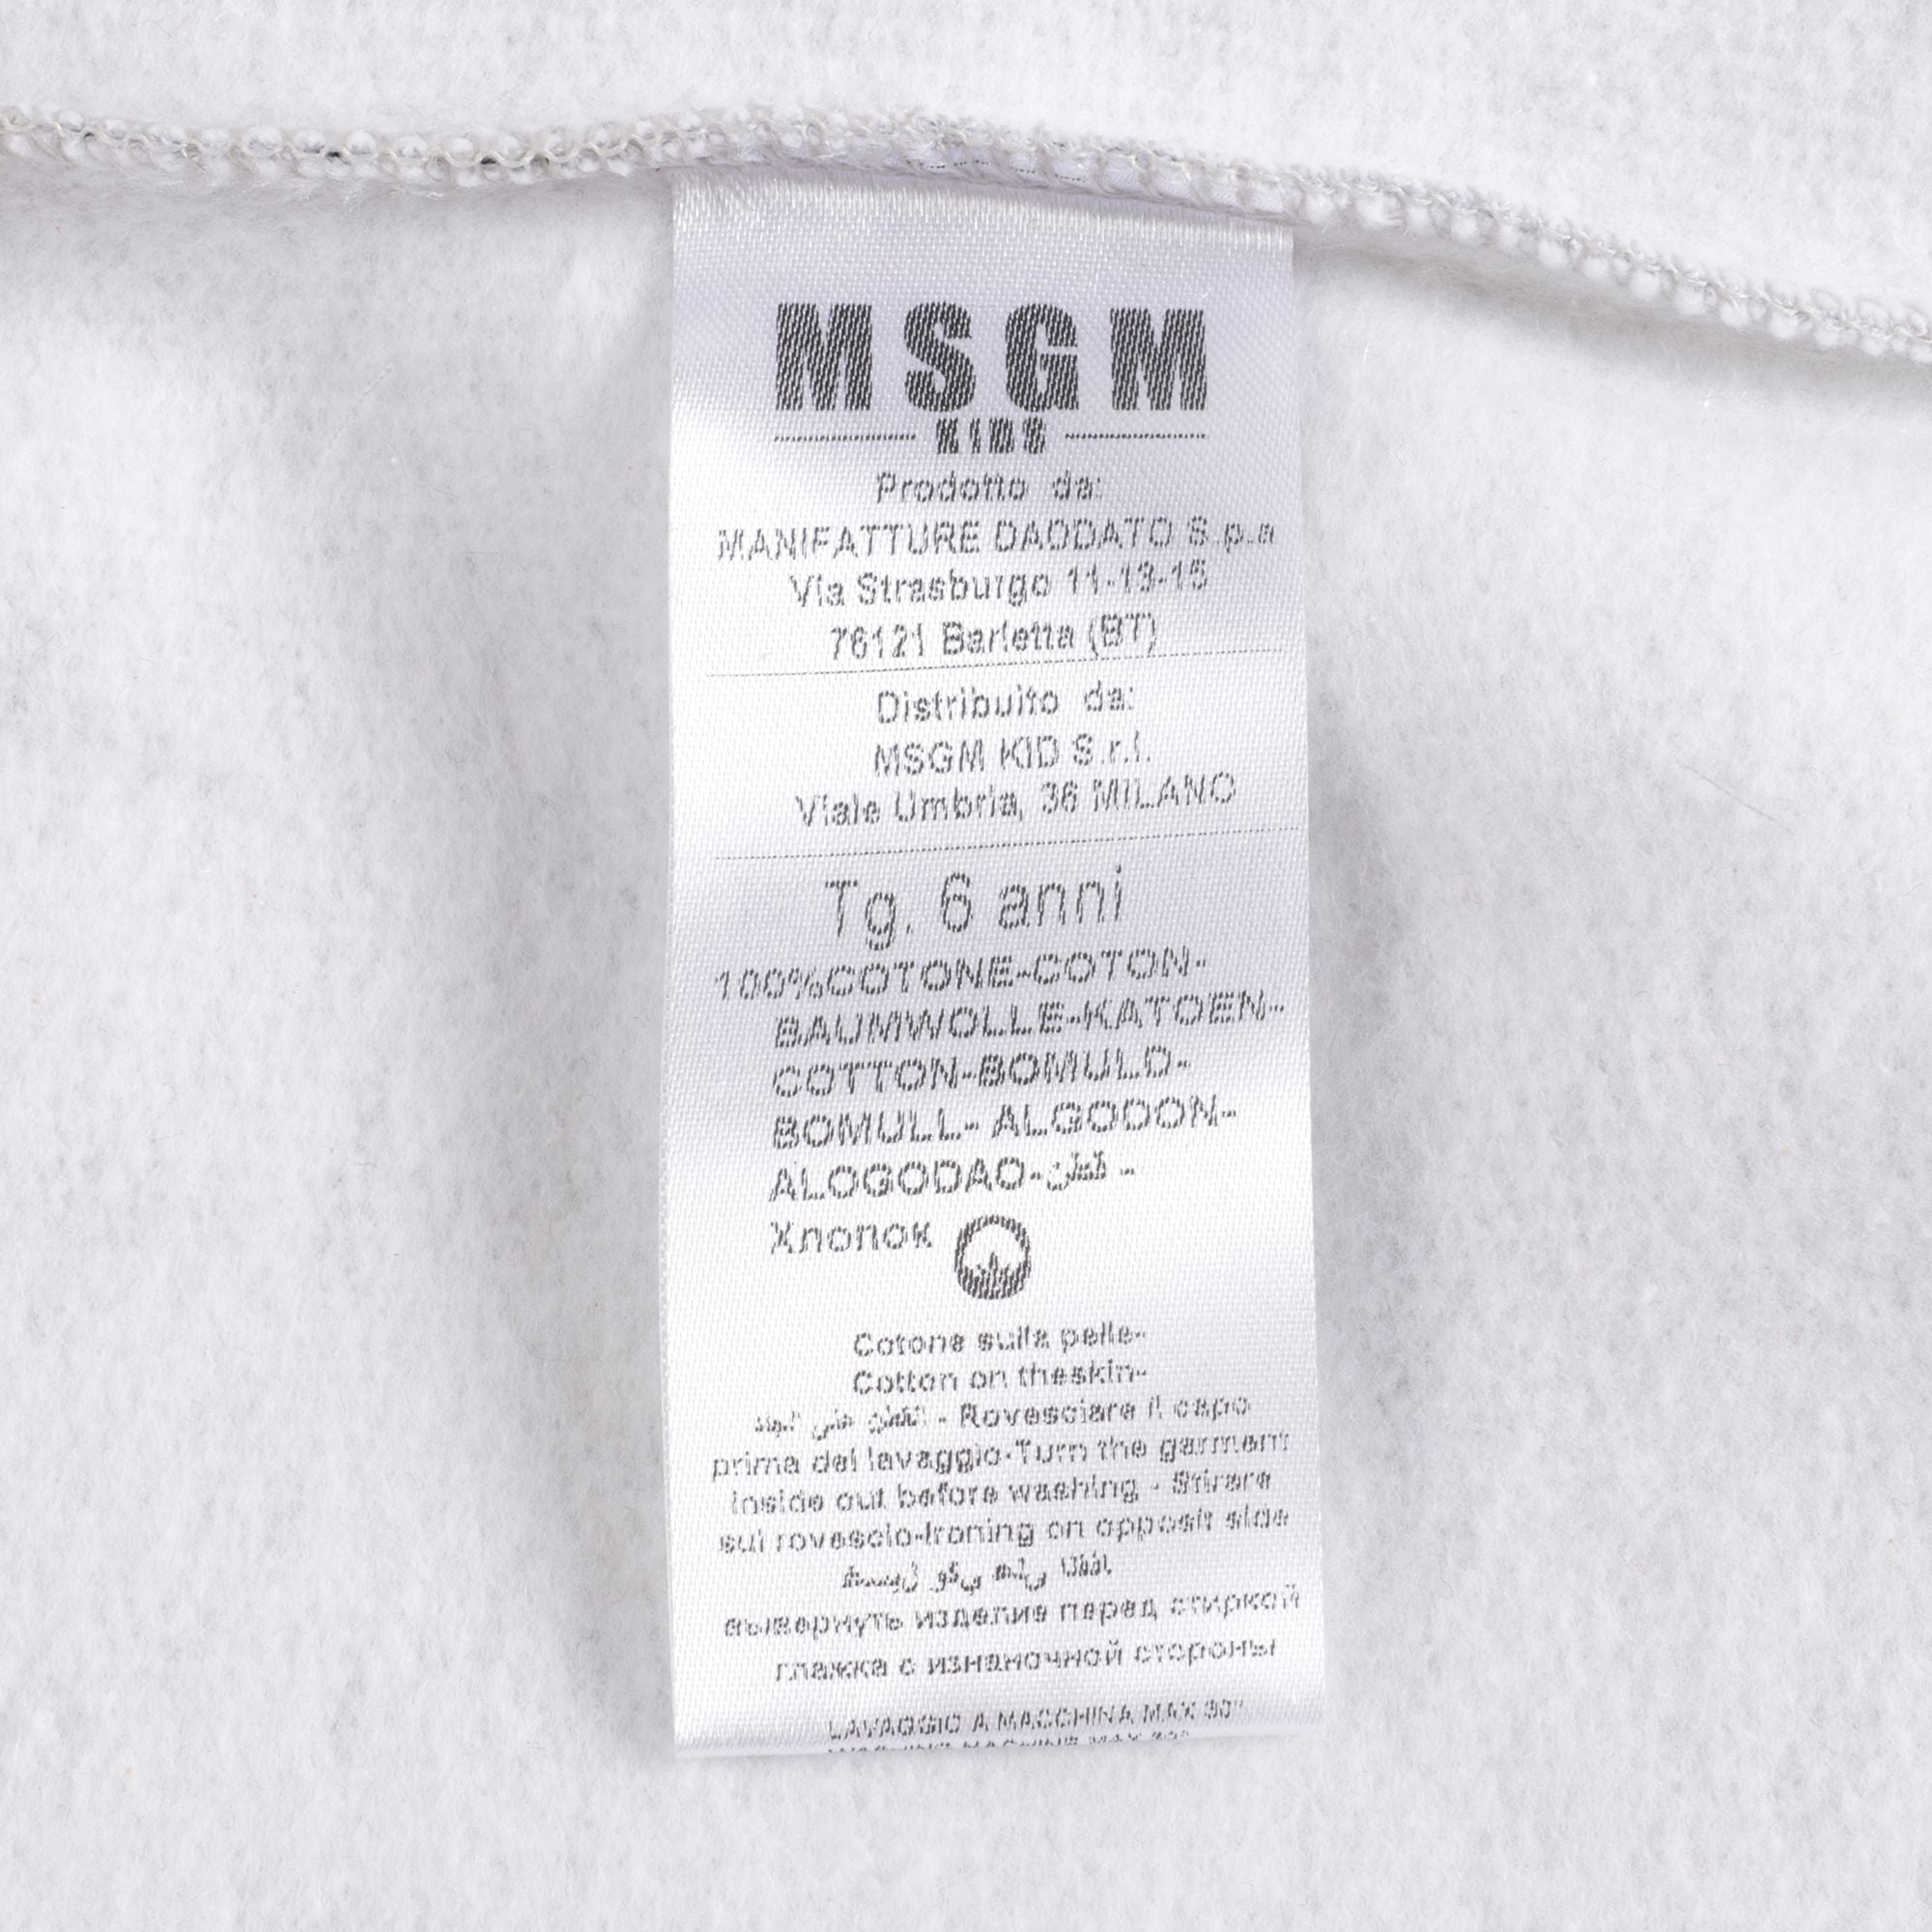 MSGM
KIDS
Prodotto da:
MANIFATTURE DAODDATO S.p.a
Via Strasburgo 11-13-15
76121 Barletta (BT)
Distribuito da:
MSGM KID S.r.l.
Viale Umbria, 36 MILANO
Tg. 6 anni
100%COTONE-COTON-
BAUMWOLLE-KATOEN-
COTTON-BOMULD-
BOMULL- ALGODON-
ALOGODAO-قطن -
Хлопок
Cotone sulla pelle-
Cotton on theskin-
- Rovesciare il capo
prima del lavaggio-Turn the garment
inside out before washing - Stirare
sul rovescio-Ironing on opposit side
вывернуть изделие перед стиркой
глажка с изнаночной стороны
LAVAGGIO A MACCHINA MAX 30°